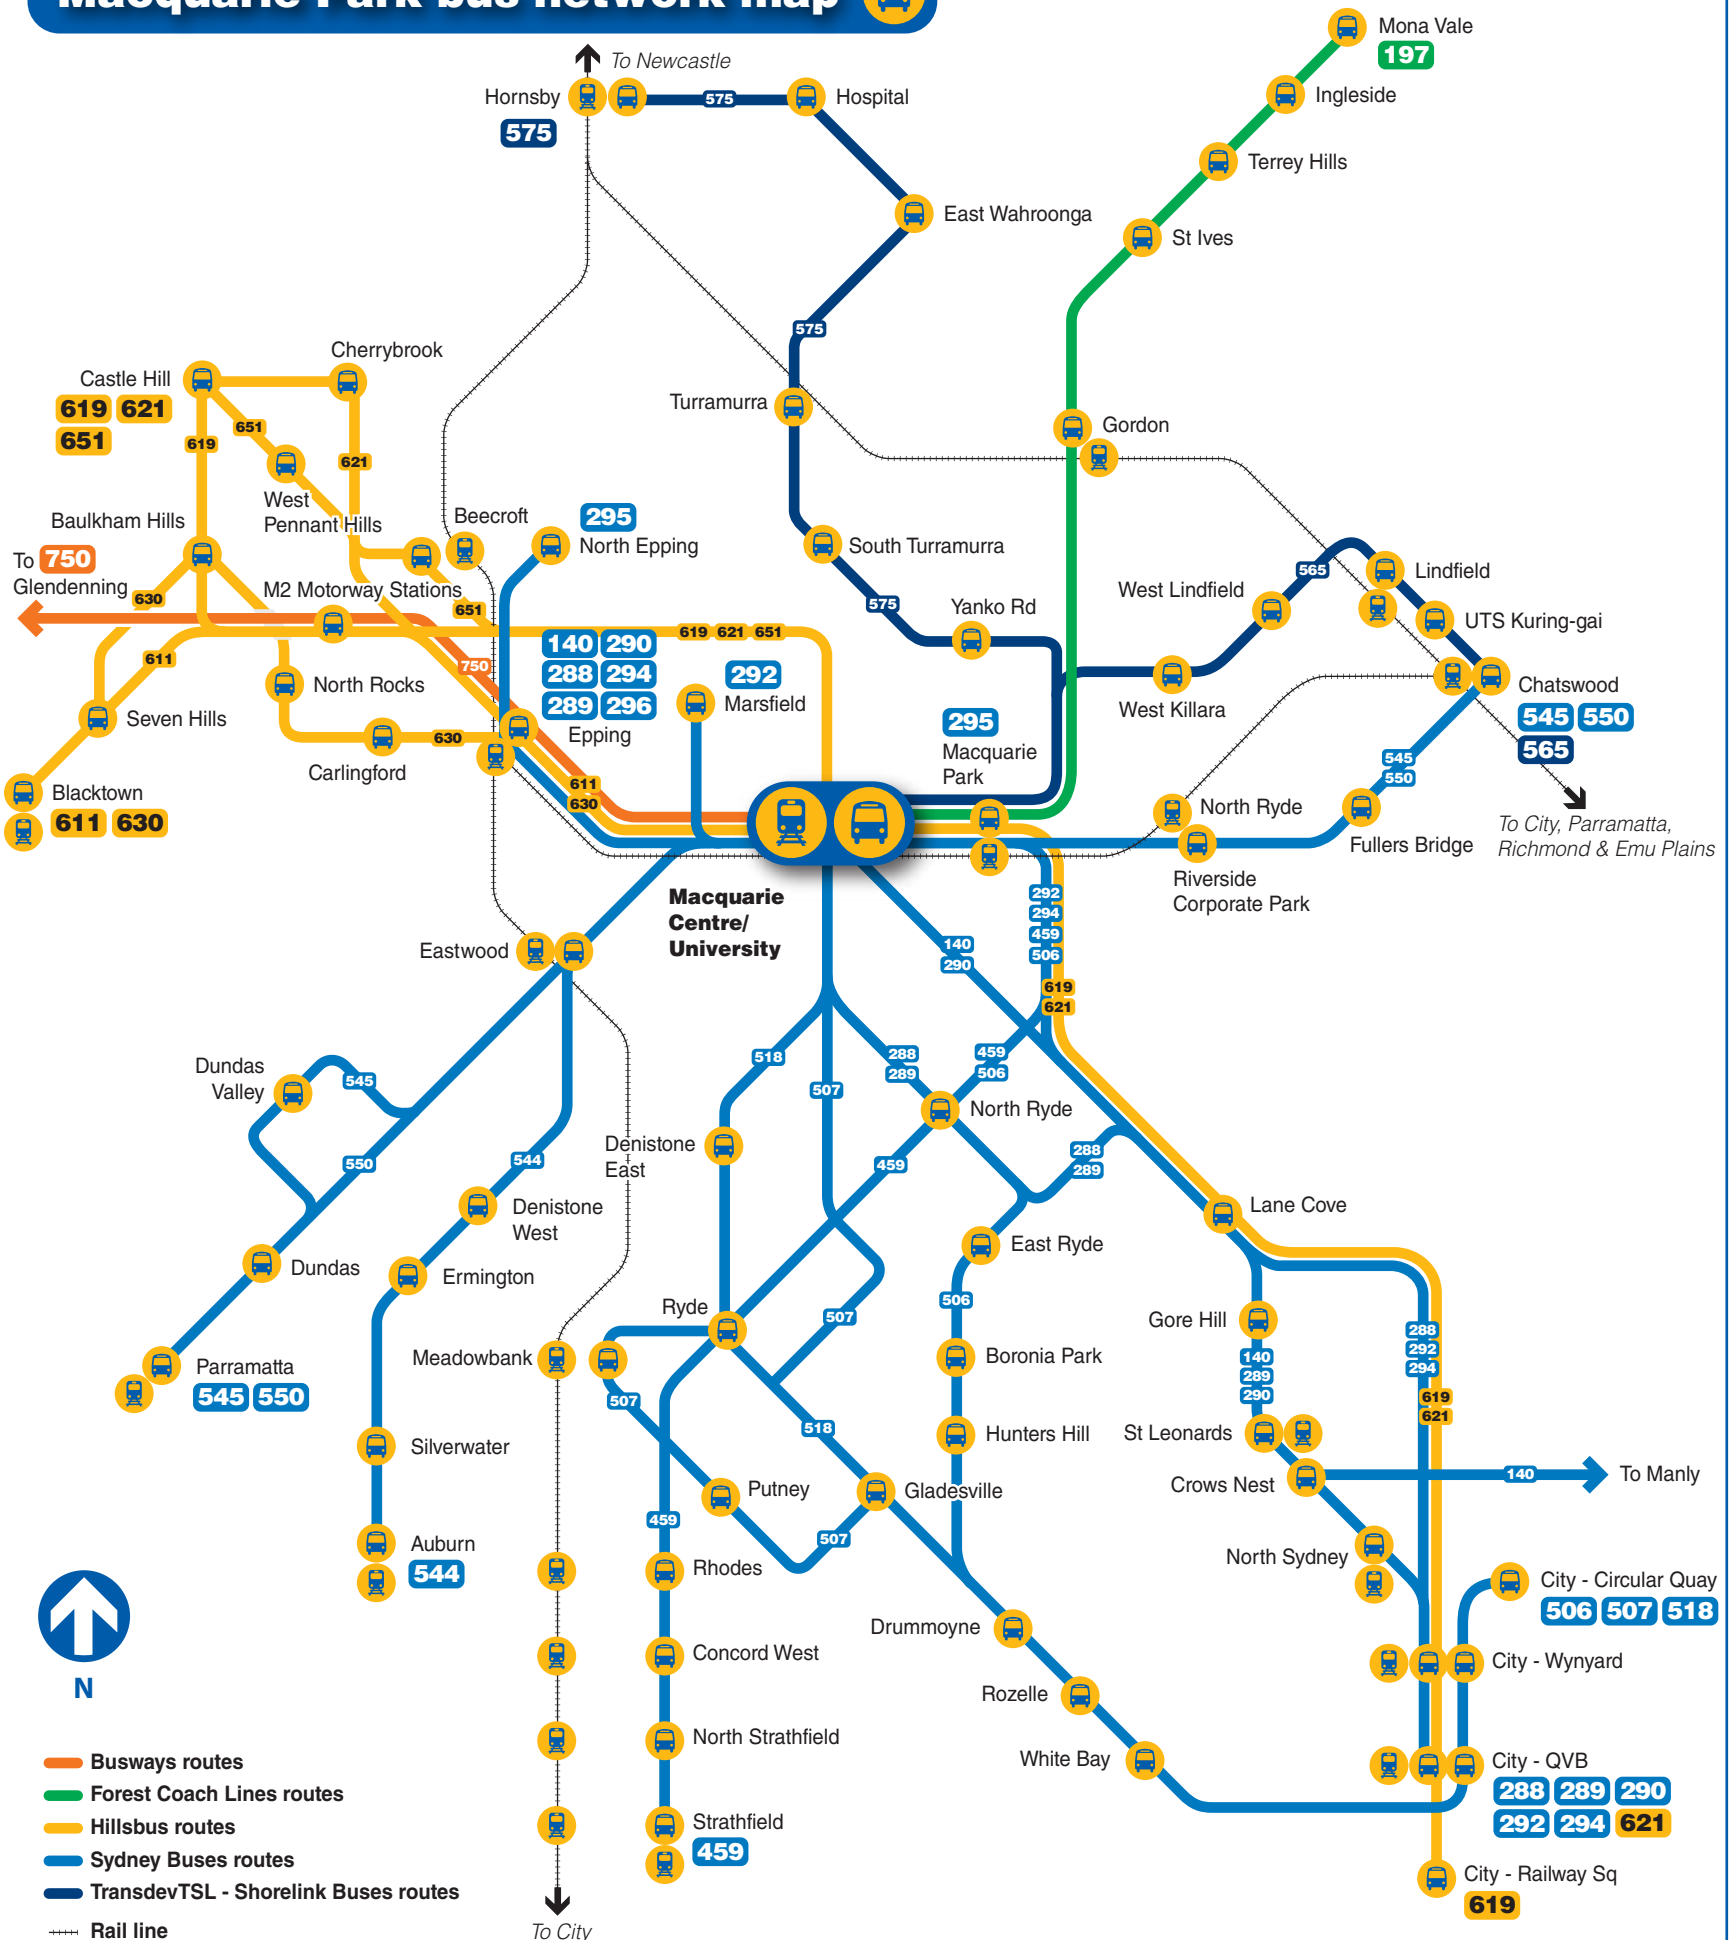 Macquarie Park bus network map
To Newcastle
Hornsby
575
575
Hospital
East Wahroonga
575
Turramurra
South Turramurra
575
Yanko Rd
Mona Vale
197
Ingleside
Terrey Hills
St Ives
Gordon
Castle Hill
619 621
651
Cherrybrook
619
651
621
West
Pennant Hills
Baulkham Hills
To 750
Glendenning
630
M2 Motorway Stations
651
Beecroft
295
North Epping
611
750
619 621 651
North Rocks
Seven Hills
630
Carlingford
Blacktown
611 630
140 290
288 294
289 296
Epping
611
630
292
Marsfield
295
Macquarie
Park
West Lindfield
565
Lindfield
UTS Kuring-gai
West Killara
Chatswood
545 550
565
545
550
North Ryde
Fullers Bridge
Riverside
Corporate Park
To City, Parramatta,
Richmond & Emu Plains
Macquarie
Centre/
University
292
294
459
506
619
621
140
290
Eastwood
Dundas
Valley
545
550
544
Denistone
West
Dundas
Ermington
Parramatta
545 550
Silverwater
Auburn
544
518
507
288
289
459
506
North Ryde
Denistone
East
459
288
289
Lane Cove
East Ryde
Ryde
507
506
Gore Hill
140
289
290
288
292
294
619
621
Meadowbank
507
Boronia Park
518
Hunters Hill
St Leonards
Crows Nest
140
To Manly
Putney
Gladesville
459
507
North Sydney
Rhodes
City - Circular Quay
506 507 518
Drummoyne
Concord West
City - Wynyard
Rozelle
North Strathfield
White Bay
City - QVB
288 289 290
292 294 621
Strathfield
459
City - Railway Sq
619
To City
N
Busways routes
Forest Coach Lines routes
Hillsbus routes
Sydney Buses routes
TransdevTSL - Shorelink Buses routes
Rail line